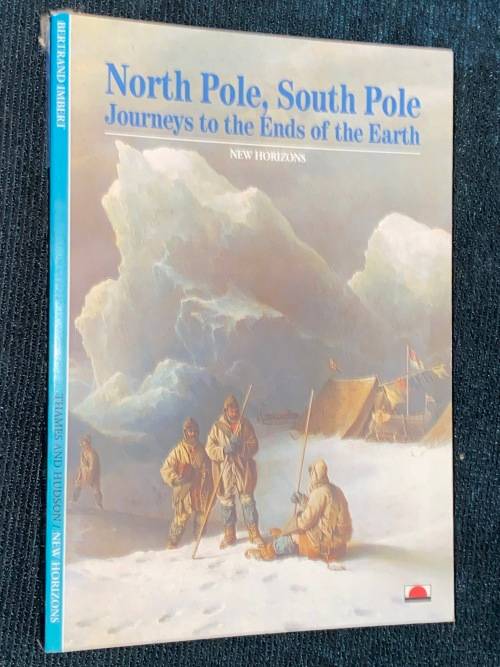 North Pole, South Pole
Journeys to the Ends of the Earth
NEW HORIZONS
BERTRAND IMBERT
THAMES AND HUDSON / NEW HORIZONS